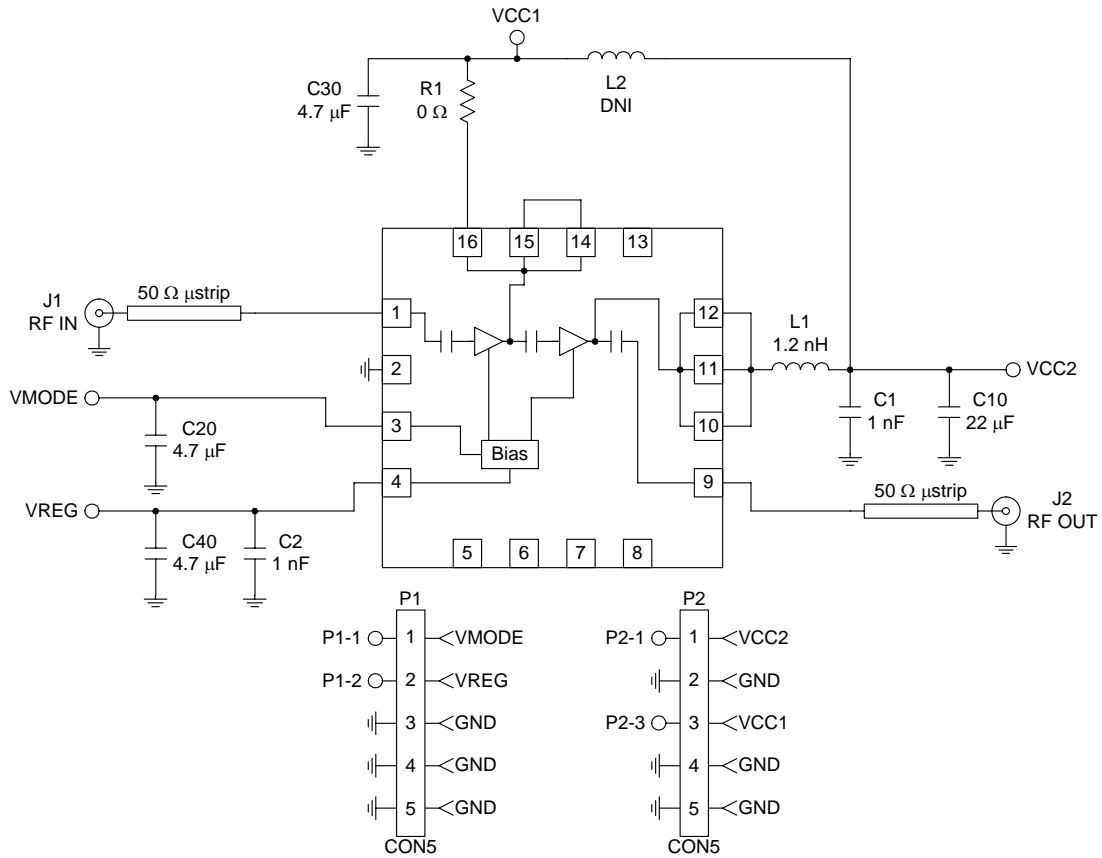 VCC1
C30
4.7 µF
R1
0 Ω
L2
DNI
16
15
14
13
J1
RF IN
50 Ω µstrip
1
12
L1
1.2 nH
2
11
VCC2
VMODE
C20
4.7 µF
3
10
C1
1 nF
C10
22 µF
Bias
VREG
4
9
50 Ω µstrip
J2
RF OUT
C40
4.7 µF
C2
1 nF
5
6
7
8
P1
P1-1
1
VMODE
P1-2
2
VREG
3
GND
4
GND
5
GND
CON5
P2
P2-1
1
VCC2
2
GND
P2-3
3
VCC1
4
GND
5
GND
CON5